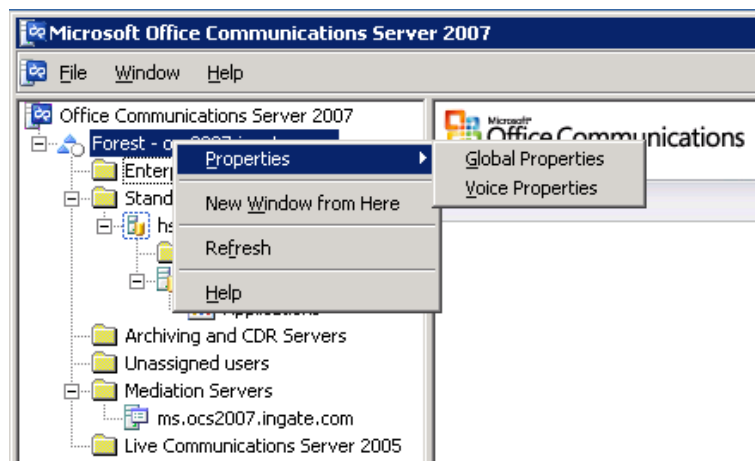 Microsoft Office Communications Server 2007
File Window Help
Office Communications Server 2007
Microsoft
Office Communications
Forest -
Properties
Global Properties
Voice Properties
New Window from Here
Refresh
Help
Applications
Archiving and CDR Servers
Unassigned users
Mediation Servers
ms.ocs2007.ingate.com
Live Communications Server 2005